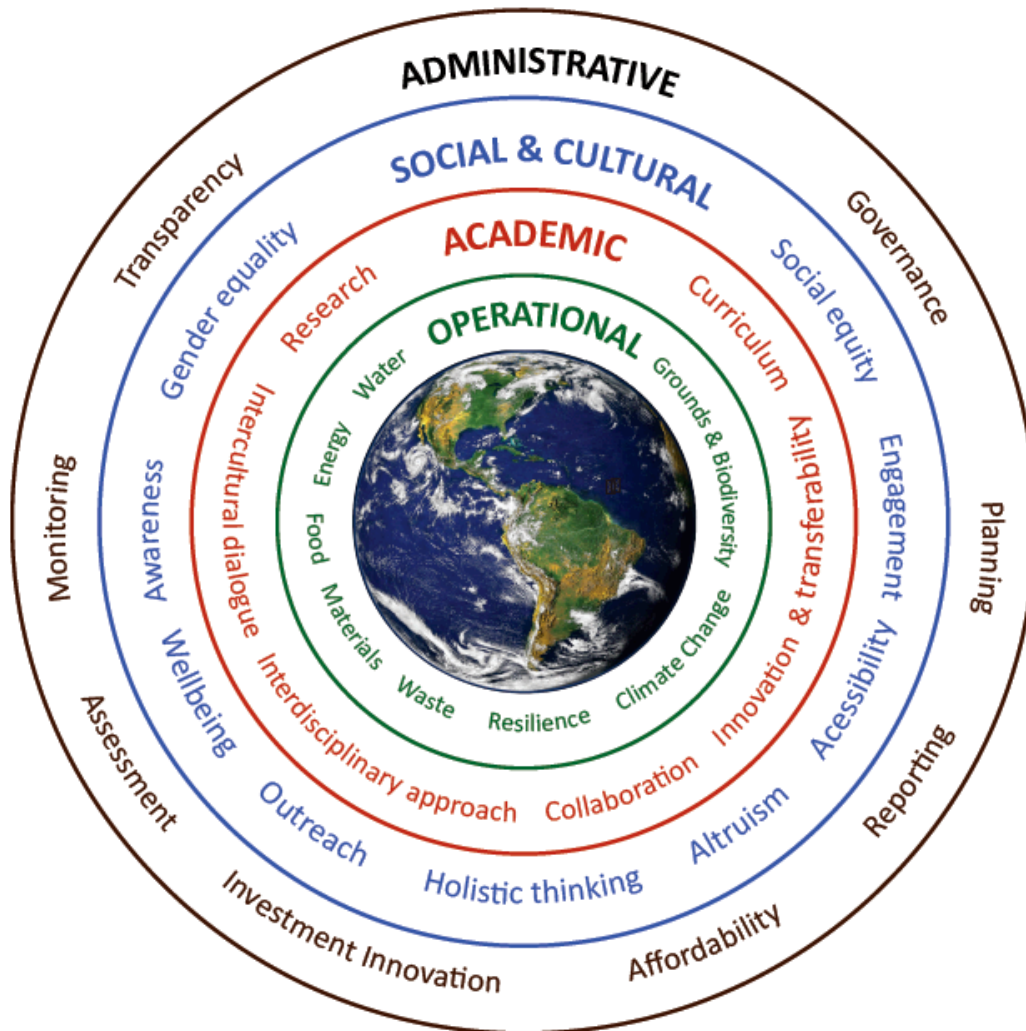 ADMINISTRATIVE
Governance
Planning
Reporting
Affordability
Investment Innovation
Assessment
Monitoring
Transparency
SOCIAL & CULTURAL
Social equity
Engagement
Acessibility
Altruism
Holistic thinking
Outreach
Wellbeing
Awareness
Gender equality
ACADEMIC
Curriculum
Innovation & transferability
Collaboration
Interdisciplinary approach
Intercultural dialogue
Research
OPERATIONAL
Grounds & Biodiversity
Climate Change
Resilience
Waste
Materials
Food
Energy
Water